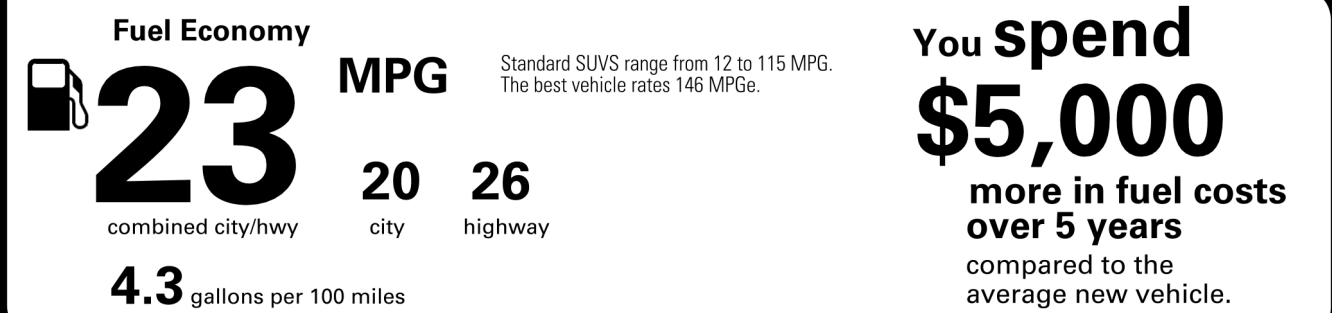 Fuel Economy
23
MPG
combined city/hwy
20
city
26
highway
4.3 gallons per 100 miles
Standard SUVS range from 12 to 115 MPG.
The best vehicle rates 146 MPGe.
You spend
$5,000
more in fuel costs
over 5 years
compared to the
average new vehicle.